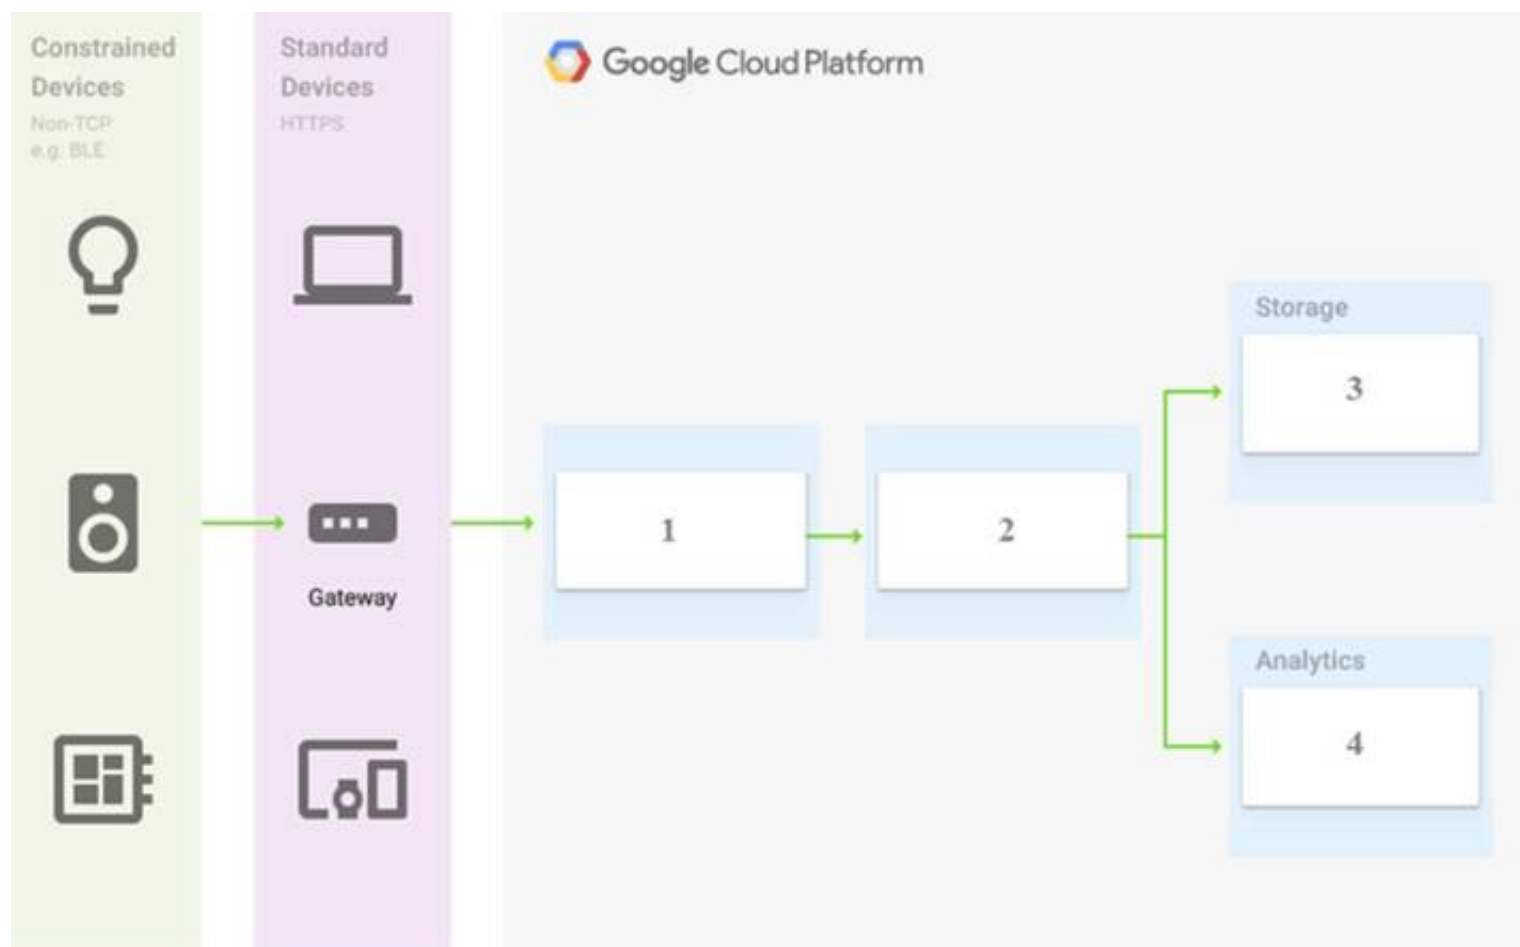 Constrained
Devices
Non-TCP
e.g. BLE
Standard
Devices
HTTPS
Gateway
Google Cloud Platform
1
2
Storage
3
Analytics
4